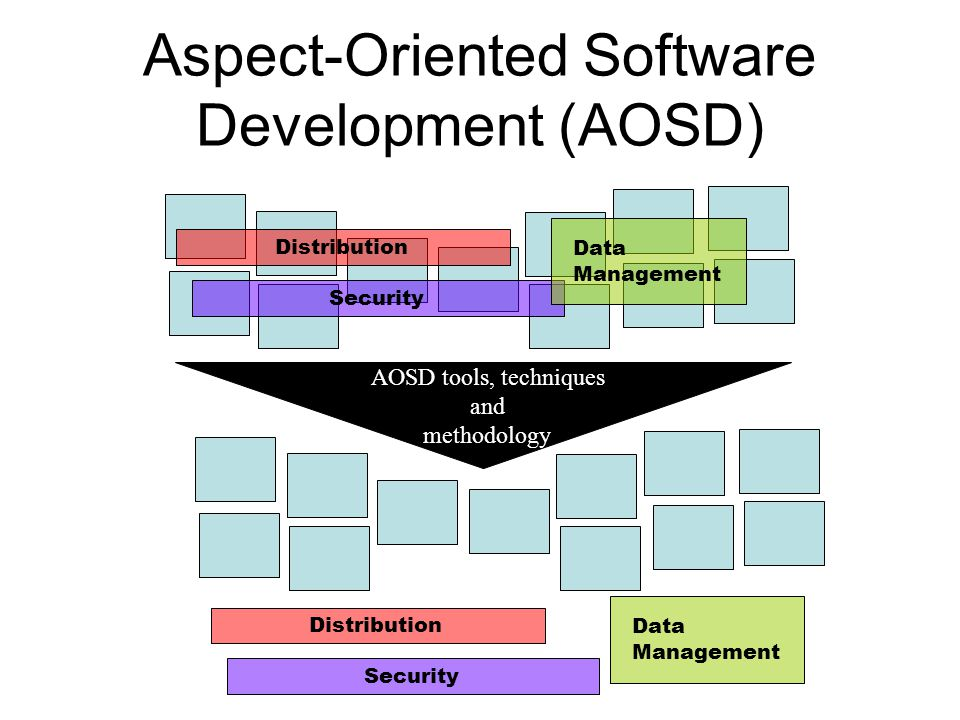 Aspect-Oriented Software
Development (AOSD)
Distribution
Data
Management
Security
AOSD tools, techniques
and
methodology
Distribution
Data
Management
Security